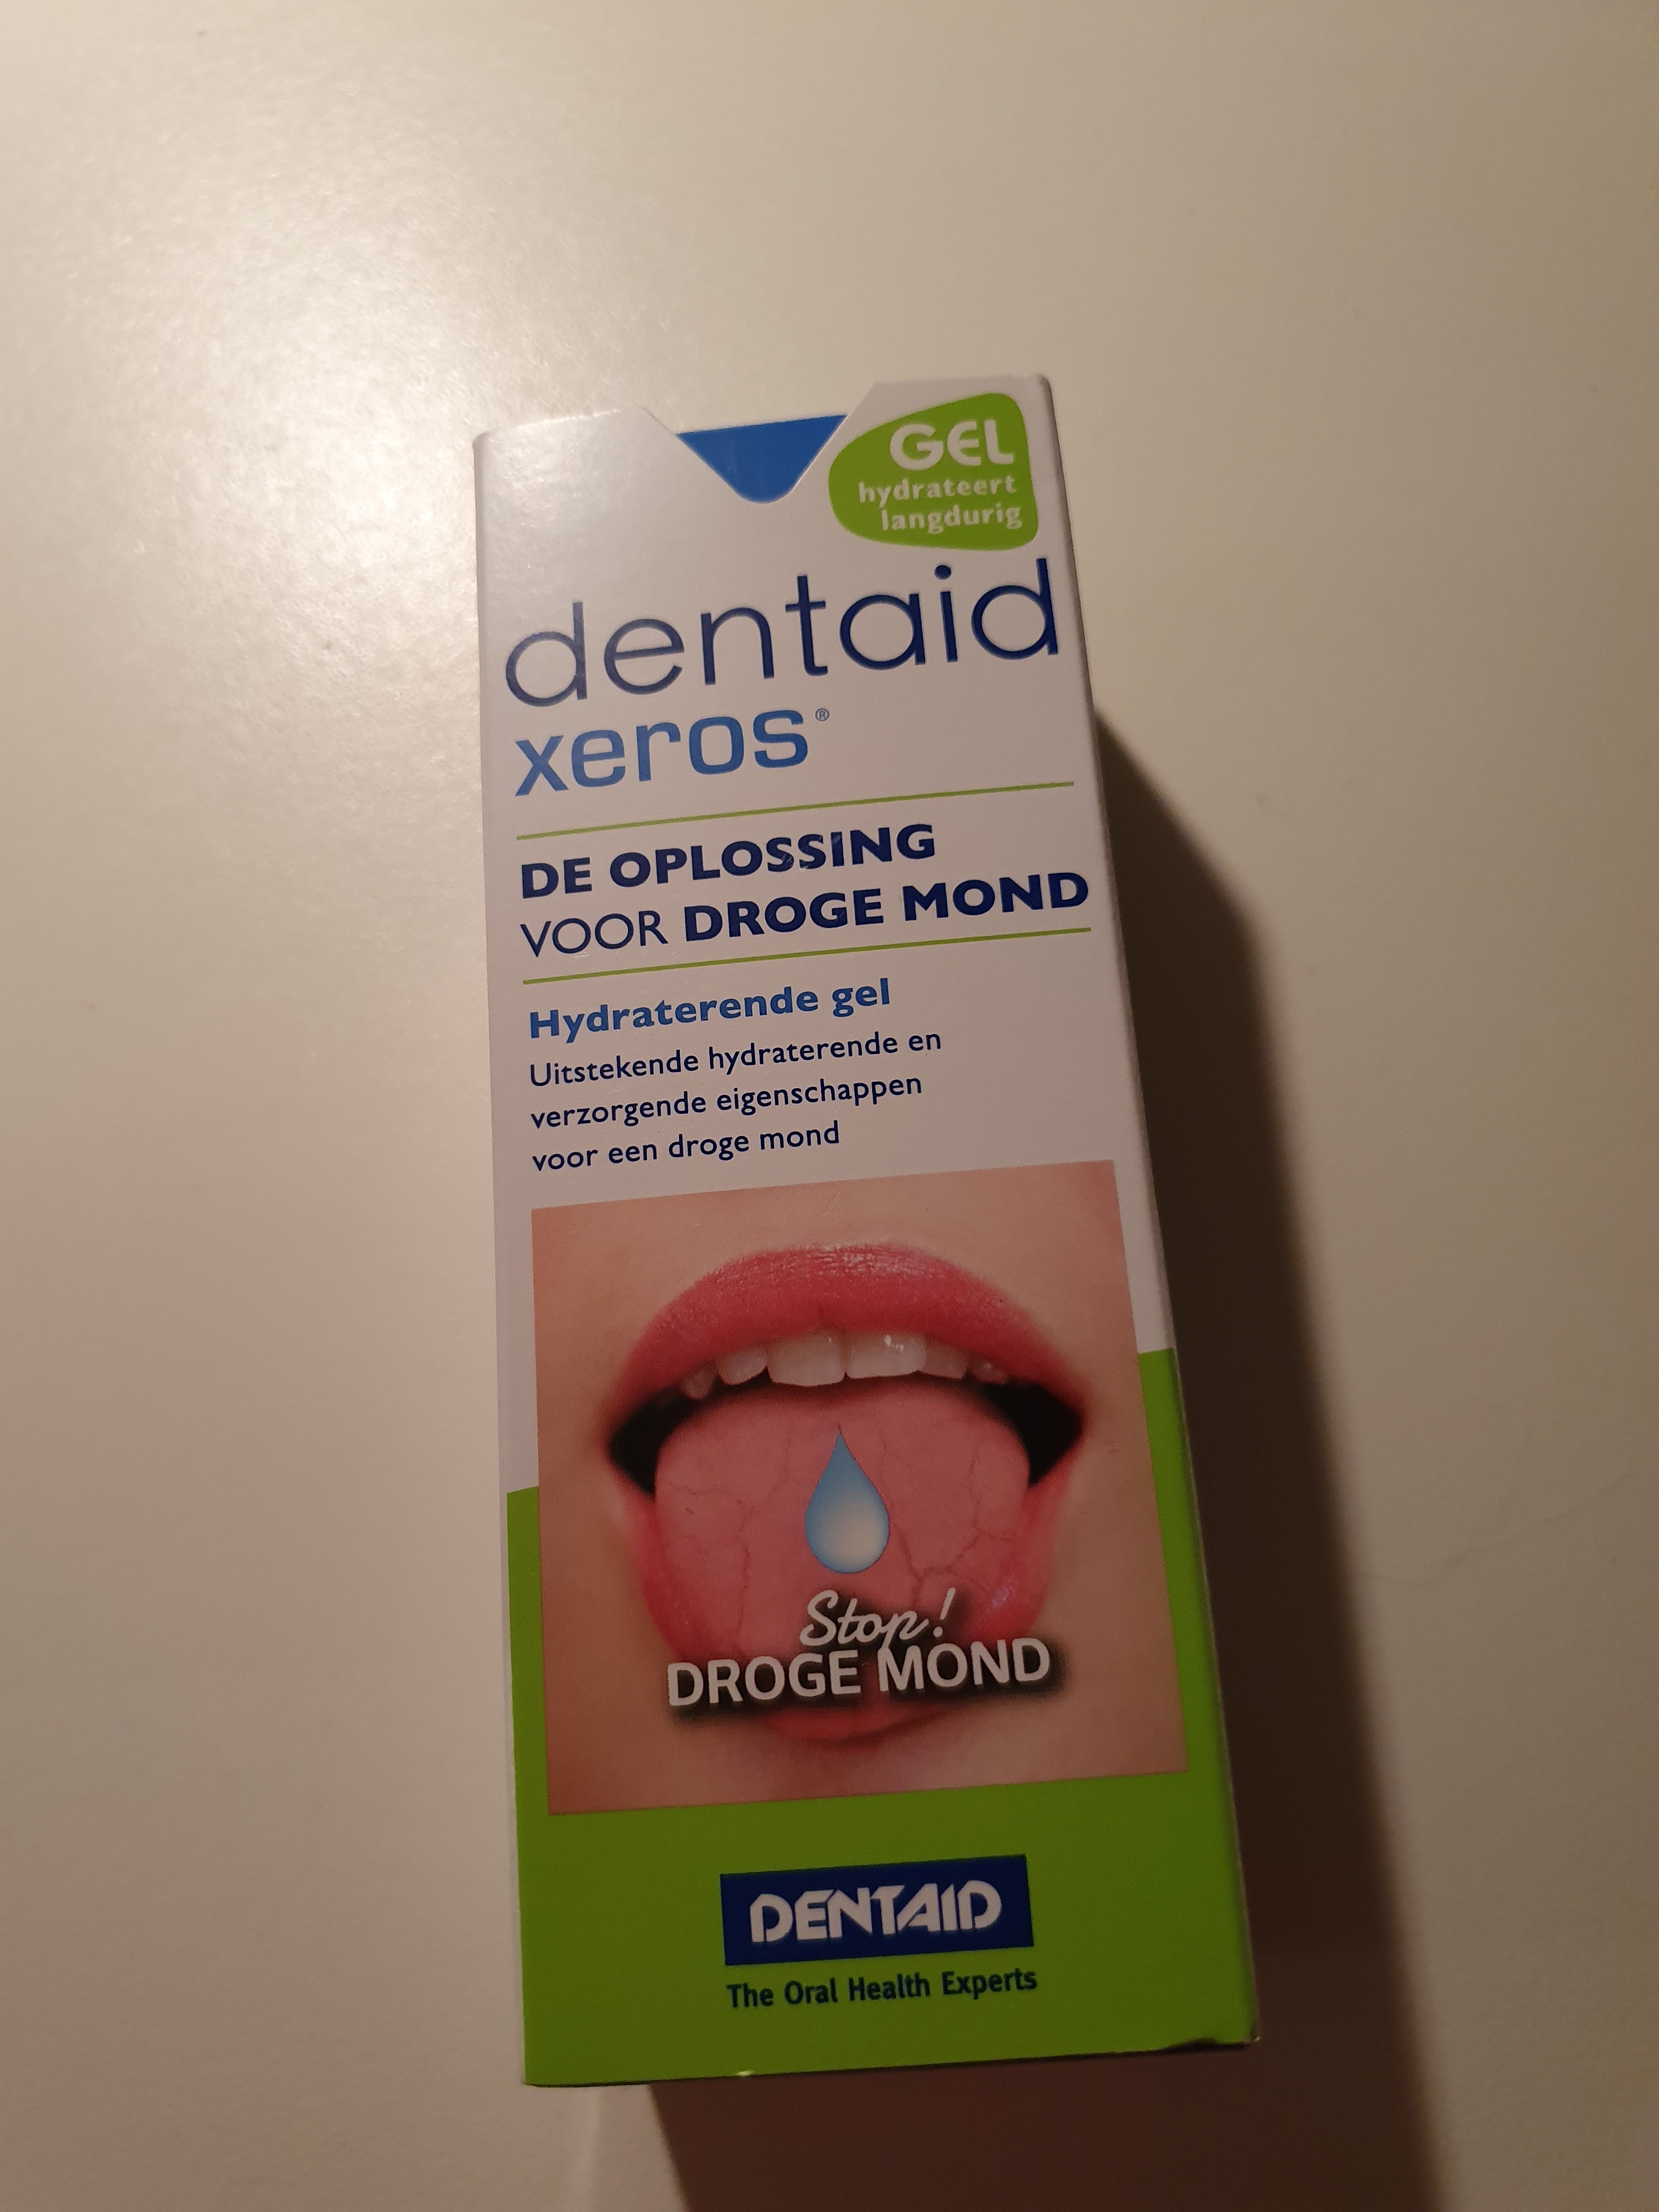 GEL
hydrateert
langdurig
dentaid
xeros®
DE OPLOSSING
VOOR DROGE MOND
Hydraterende gel
Uitstekende hydraterende en
verzorgende eigenschappen
voor een droge mond
Stop!
DROGE MOND
DENTAID
The Oral Health Experts